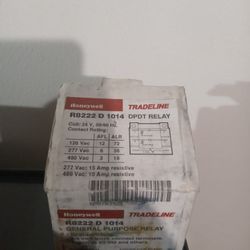 Honeywell TRADELINE
R8222 D 1014 DPDT RELAY
Coil: 24 V, 50/60 Hz.
Contact Rating:
AFL ALR
120 Vac 12 72
277 Vac 6 35
480 Vac 3 18
277 Vac: 15 Amp resistive
480 Vac: 10 Amp resistive
Honeywell TRADELINE
R8222 D 1014
GENERAL PURPOSE RELAY